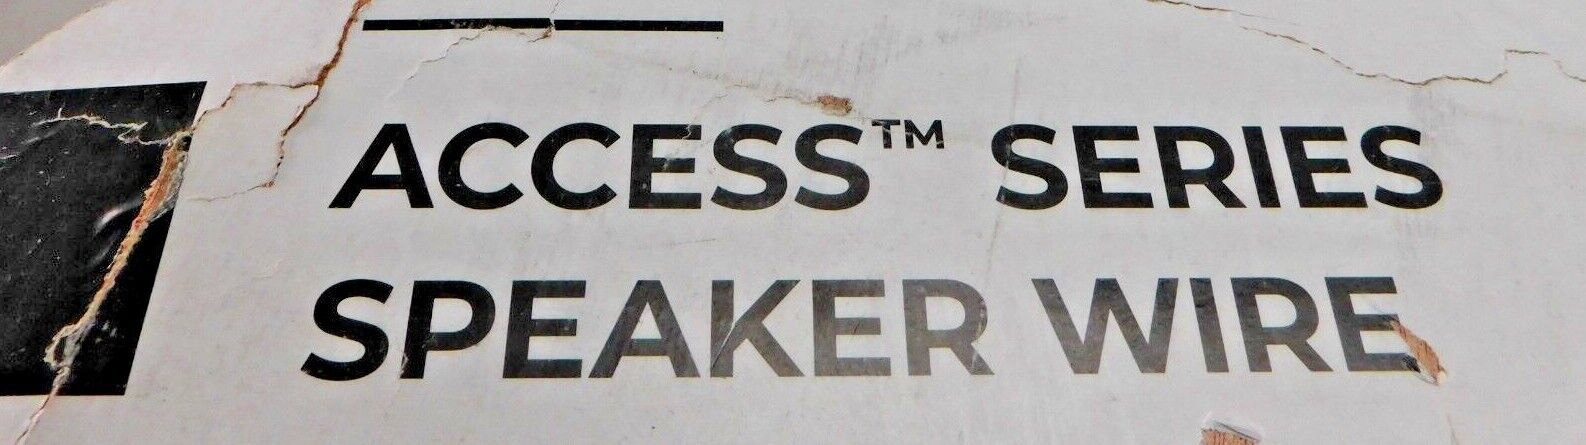 ACCESS™ SERIES
SPEAKER WIRE